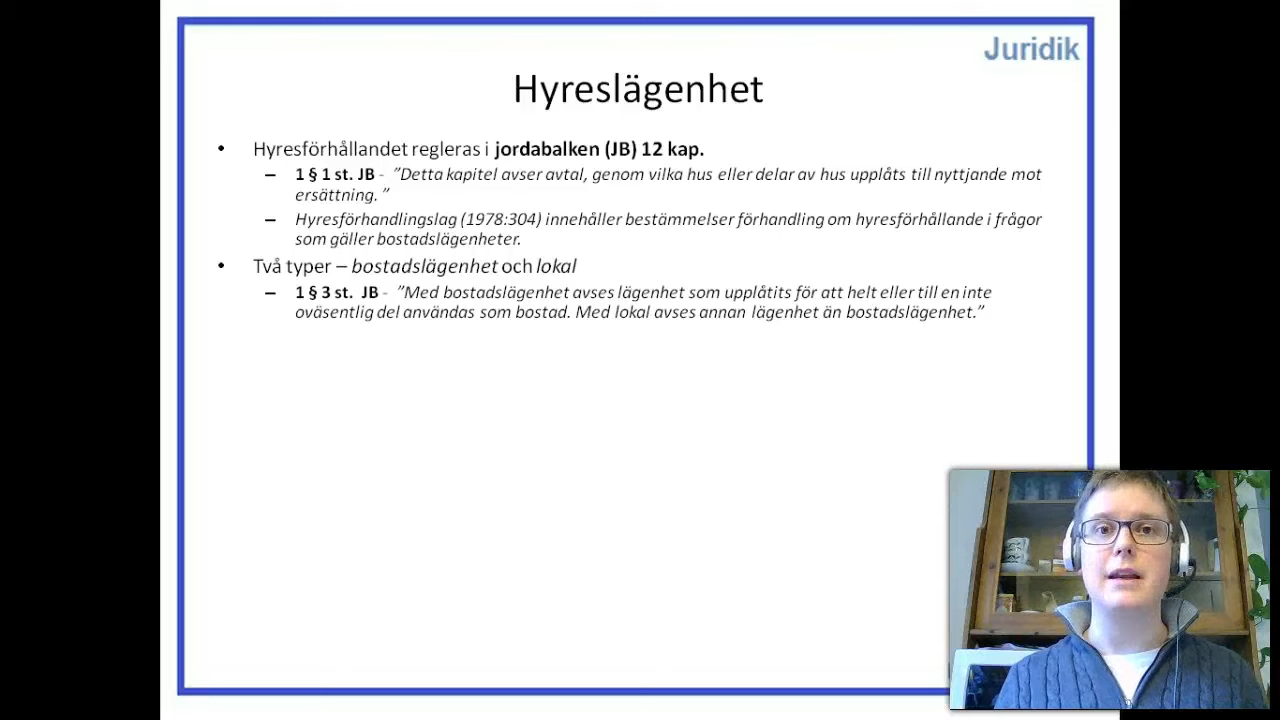 Juridik
Hyreslägenhet
• Hyresförhållandet regleras i jordabalken (JB) 12 kap.
– 1 § 1 st. JB - ”Detta kapitel avser avtal, genom vilka hus eller delar av hus upplåts till nyttjande mot
ersättning. ”
– Hyresförhandlingslag (1978:304) innehåller bestämmelser förhandling om hyresförhållande i frågor
som gäller bostadslägenheter.
• Två typer – bostadslägenhet och lokal
– 1 § 3 st. JB - ”Med bostadslägenhet avses lägenhet som upplåtits för att helt eller till en inte
oväsentlig del användas som bostad. Med lokal avses annan lägenhet än bostadslägenhet.”